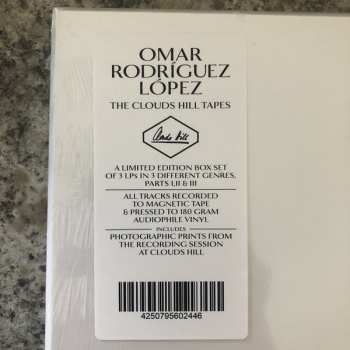 OMAR
RODRÍGUEZ
LÓPEZ
THE CLOUDS HILL TAPES
Clouds Hill
A LIMITED EDITION BOX SET
OF 3 LPs IN 3 DIFFERENT GENRES,
PARTS I,II & III
ALL TRACKS RECORDED
TO MAGNETIC TAPE
& PRESSED TO 180 GRAM
AUDIOPHILE VINYL
INCLUDES
PHOTOGRAPHIC PRINTS FROM
THE RECORDING SESSION
AT CLOUDS HILL
4250795602446